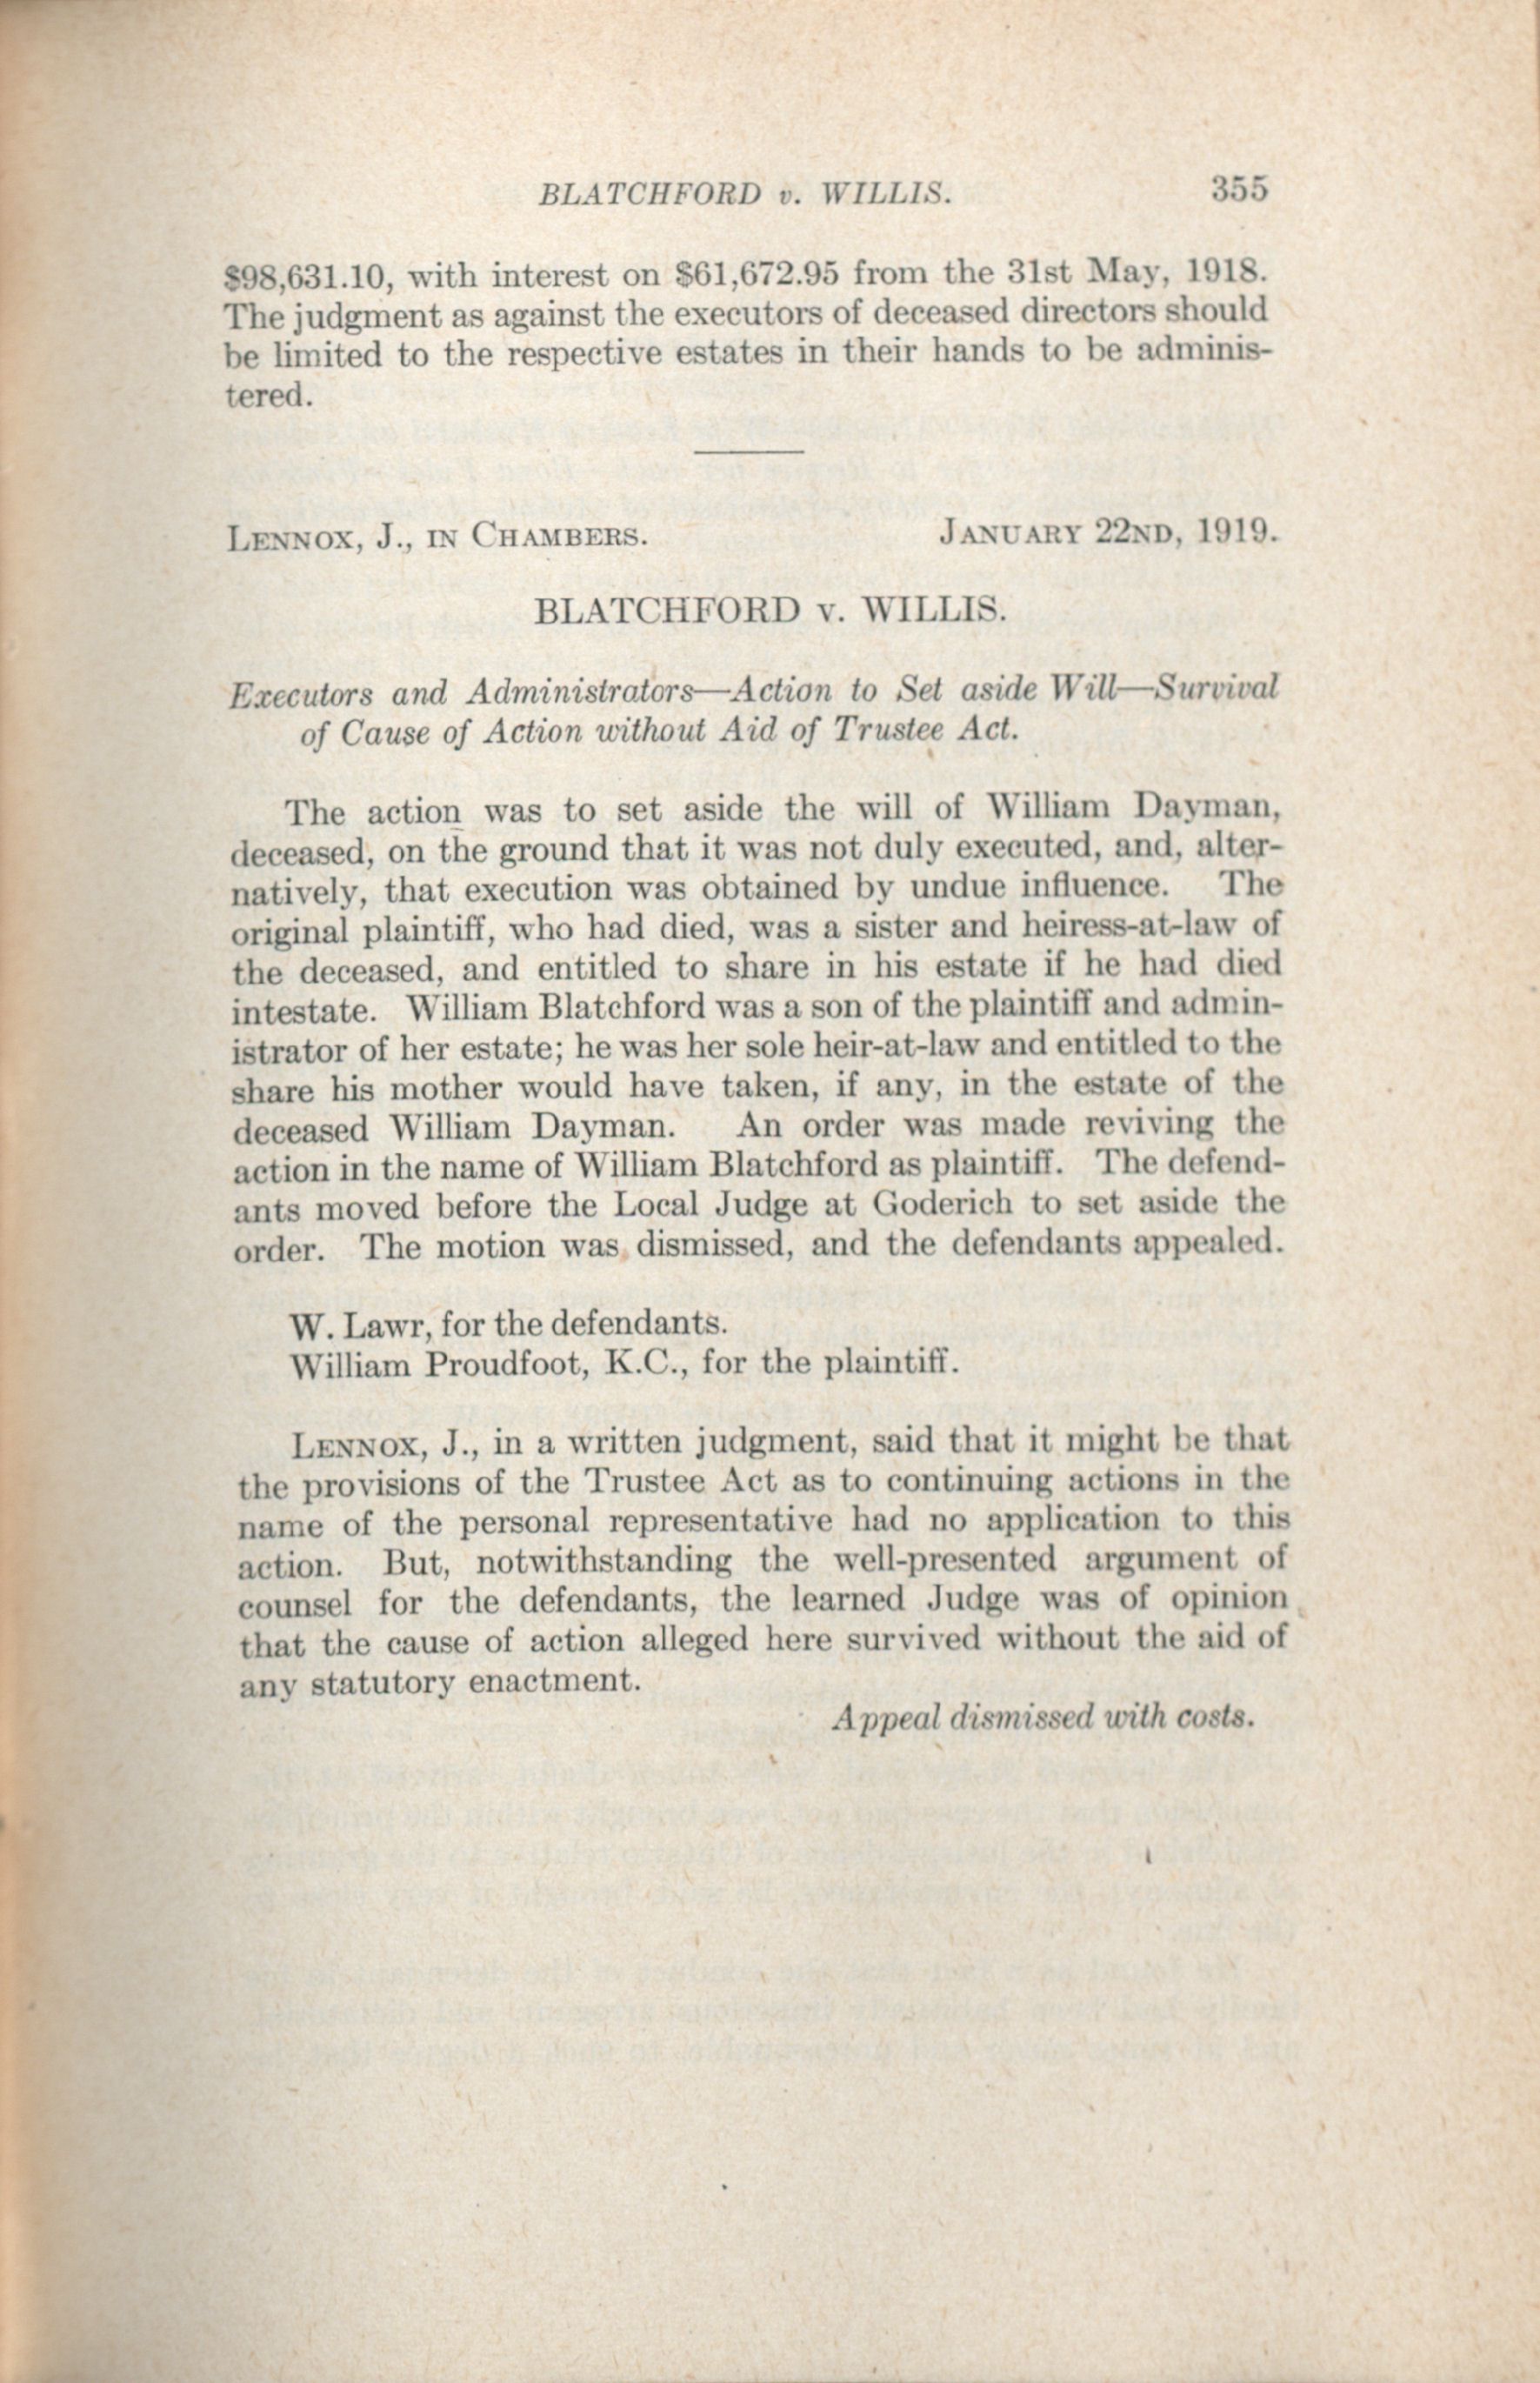 BLATCHFORD v. WILLIS. 355
$98,631.10, with interest on $61,672.95 from the 31st May, 1918.
The judgment as against the executors of deceased directors should
be limited to the respective estates in their hands to be adminis-
tered.
LENNOX, J., IN CHAMBERS. JANUARY 22ND, 1919.
BLATCHFORD v. WILLIS.
Executors and Administrators—Action to Set aside Will—Survival
of Cause of Action without Aid of Trustee Act.
The action was to set aside the will of William Dayman,
deceased, on the ground that it was not duly executed, and, alter-
natively, that execution was obtained by undue influence. The
original plaintiff, who had died, was a sister and heiress-at-law of
the deceased, and entitled to share in his estate if he had died
intestate. William Blatchford was a son of the plaintiff and admin-
istrator of her estate; he was her sole heir-at-law and entitled to the
share his mother would have taken, if any, in the estate of the
deceased William Dayman. An order was made reviving the
action in the name of William Blatchford as plaintiff. The defend-
ants moved before the Local Judge at Goderich to set aside the
order. The motion was dismissed, and the defendants appealed.
W. Lawr, for the defendants.
William Proudfoot, K.C., for the plaintiff.
LENNOX, J., in a written judgment, said that it might be that
the provisions of the Trustee Act as to continuing actions in the
name of the personal representative had no application to this
action. But, notwithstanding the well-presented argument of
counsel for the defendants, the learned Judge was of opinion
that the cause of action alleged here survived without the aid of
any statutory enactment.
Appeal dismissed with costs.